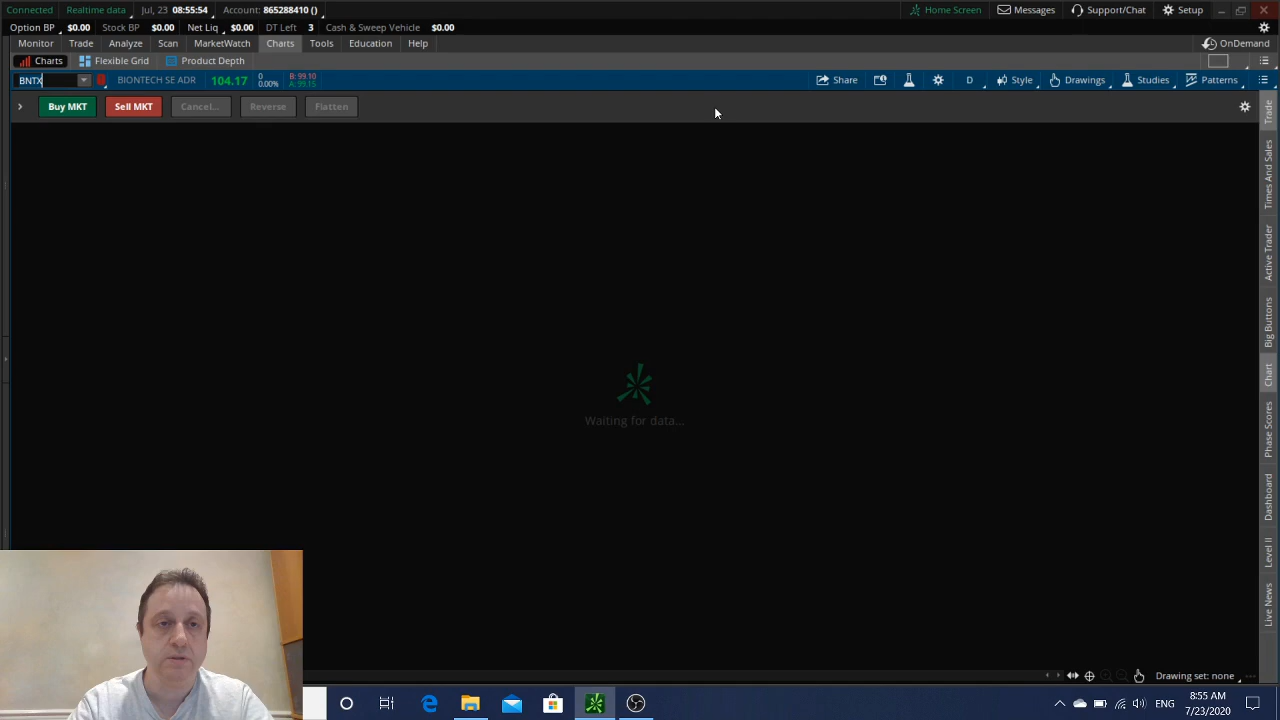 Connected Realtime data Jul, 23 08:55:54 Account: 865288410 () Home Screen Messages Support/Chat Setup
Option BP $0.00 Stock BP $0.00 Net Liq $0.00 DT Left 3 Cash & Sweep Vehicle $0.00
Monitor Trade Analyze Scan MarketWatch Charts Tools Education Help OnDemand
Charts Flexible Grid Product Depth
BNTX BIONTECH SE ADR 104.17 0 B: 99.10 Share D Style Drawings Studies Patterns
0.00% A: 99.15
Buy MKT Sell MKT Cancel... Reverse Flatten
Trade
Times And Sales
Active Trader
Big Buttons
Chart
Phase Scores
Dashboard
Level II
Live News
Waiting for data...
Drawing set: none
ENG 8:55 AM
7/23/2020